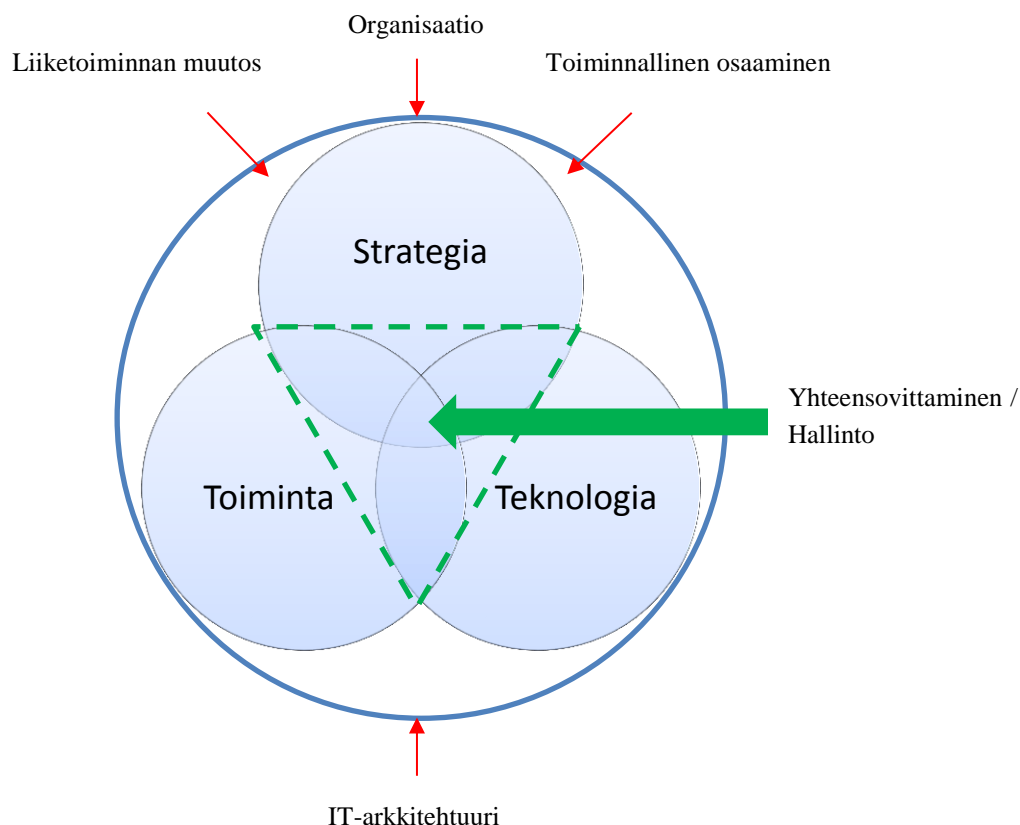 Organisaatio
Liiketoiminnan muutos
Toiminnallinen osaaminen
Strategia
Yhteensovittaminen /
Hallinto
Toiminta
Teknologia
IT-arkkitehtuuri